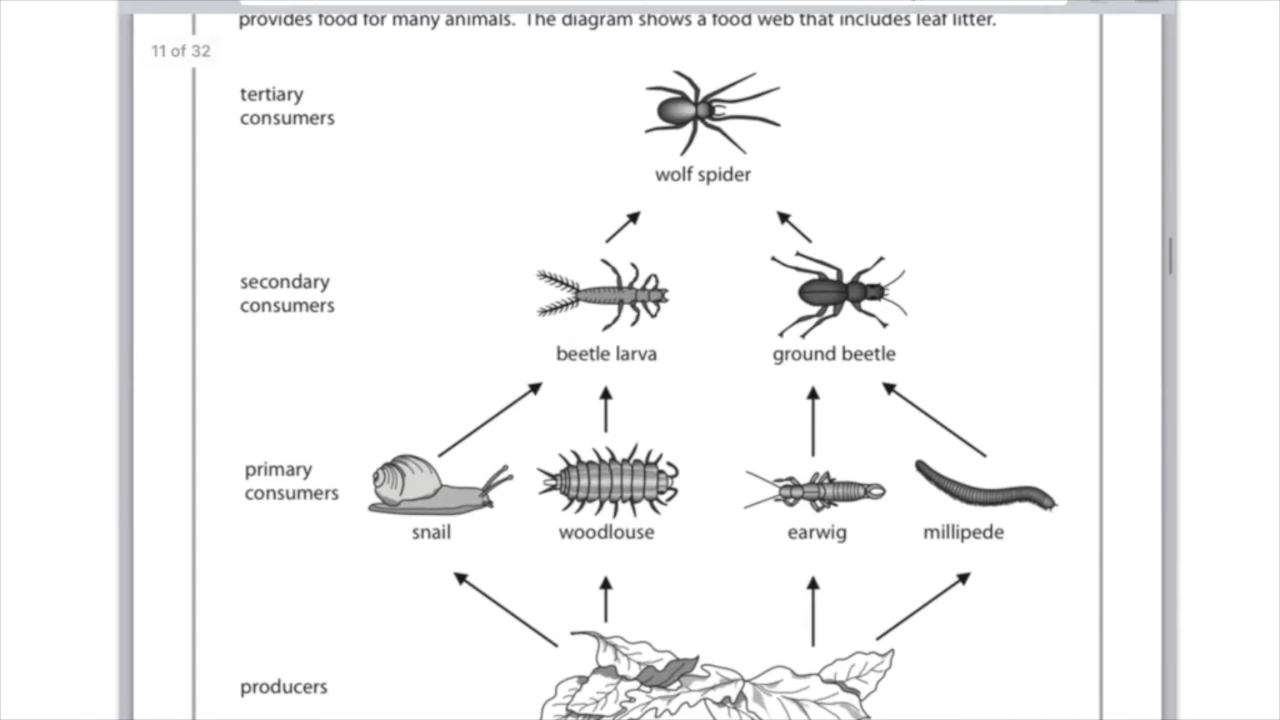 provides food for many animals. The diagram shows a food web that includes leaf litter.
11 of 32
tertiary
consumers
wolf spider
secondary
consumers
beetle larva
ground beetle
primary
consumers
snail
woodlouse
earwig
millipede
producers